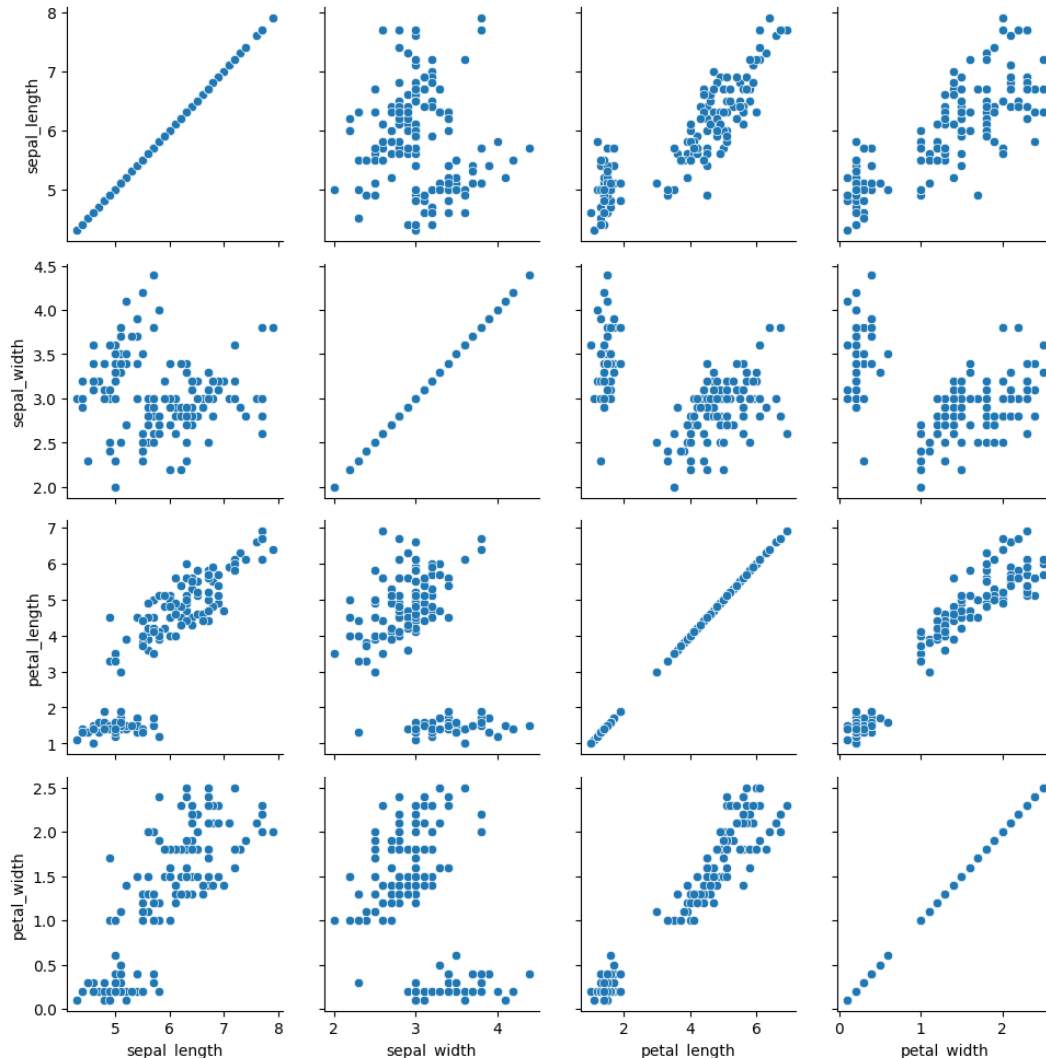 sepal_length
8
7
6
5
sepal_width
4.5
4.0
3.5
3.0
2.5
2.0
petal_length
7
6
5
4
3
2
1
petal_width
2.5
2.0
1.5
1.0
0.5
0.0
5 6 7 8
sepal_length
2 3 4
sepal_width
2 4 6
petal_length
0 1 2
petal_width